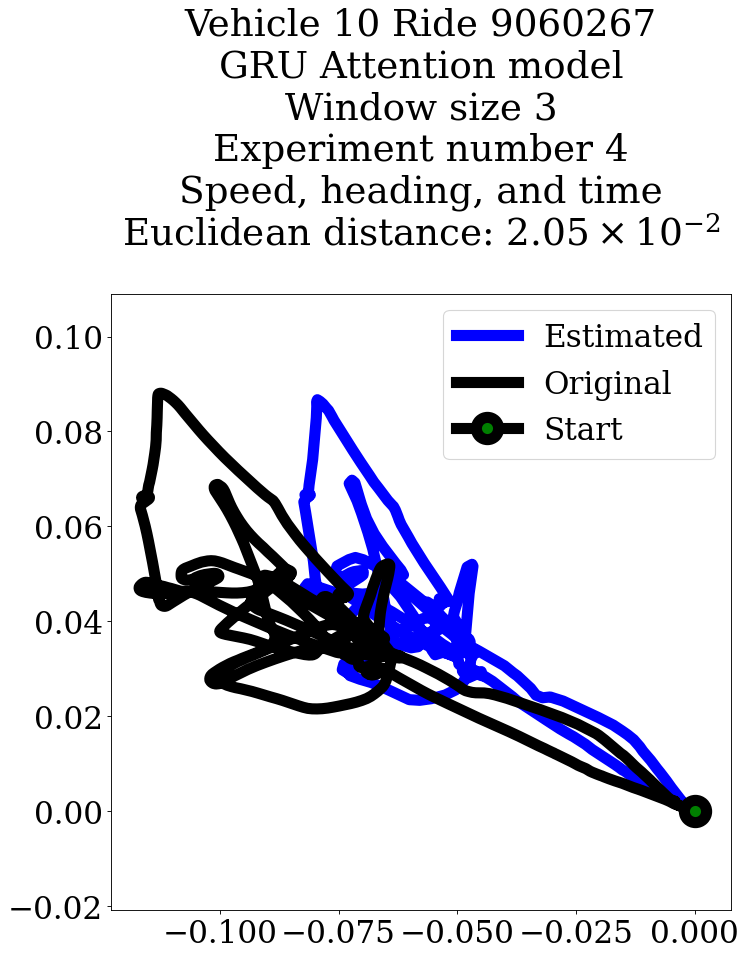 Vehicle 10 Ride 9060267
GRU Attention model
Window size 3
Experiment number 4
Speed, heading, and time
Euclidean distance: 2.05 × 10⁻²
Estimated
Original
Start
0.10
0.08
0.06
0.04
0.02
0.00
−0.02
−0.100 −0.075 −0.050 −0.025 0.000